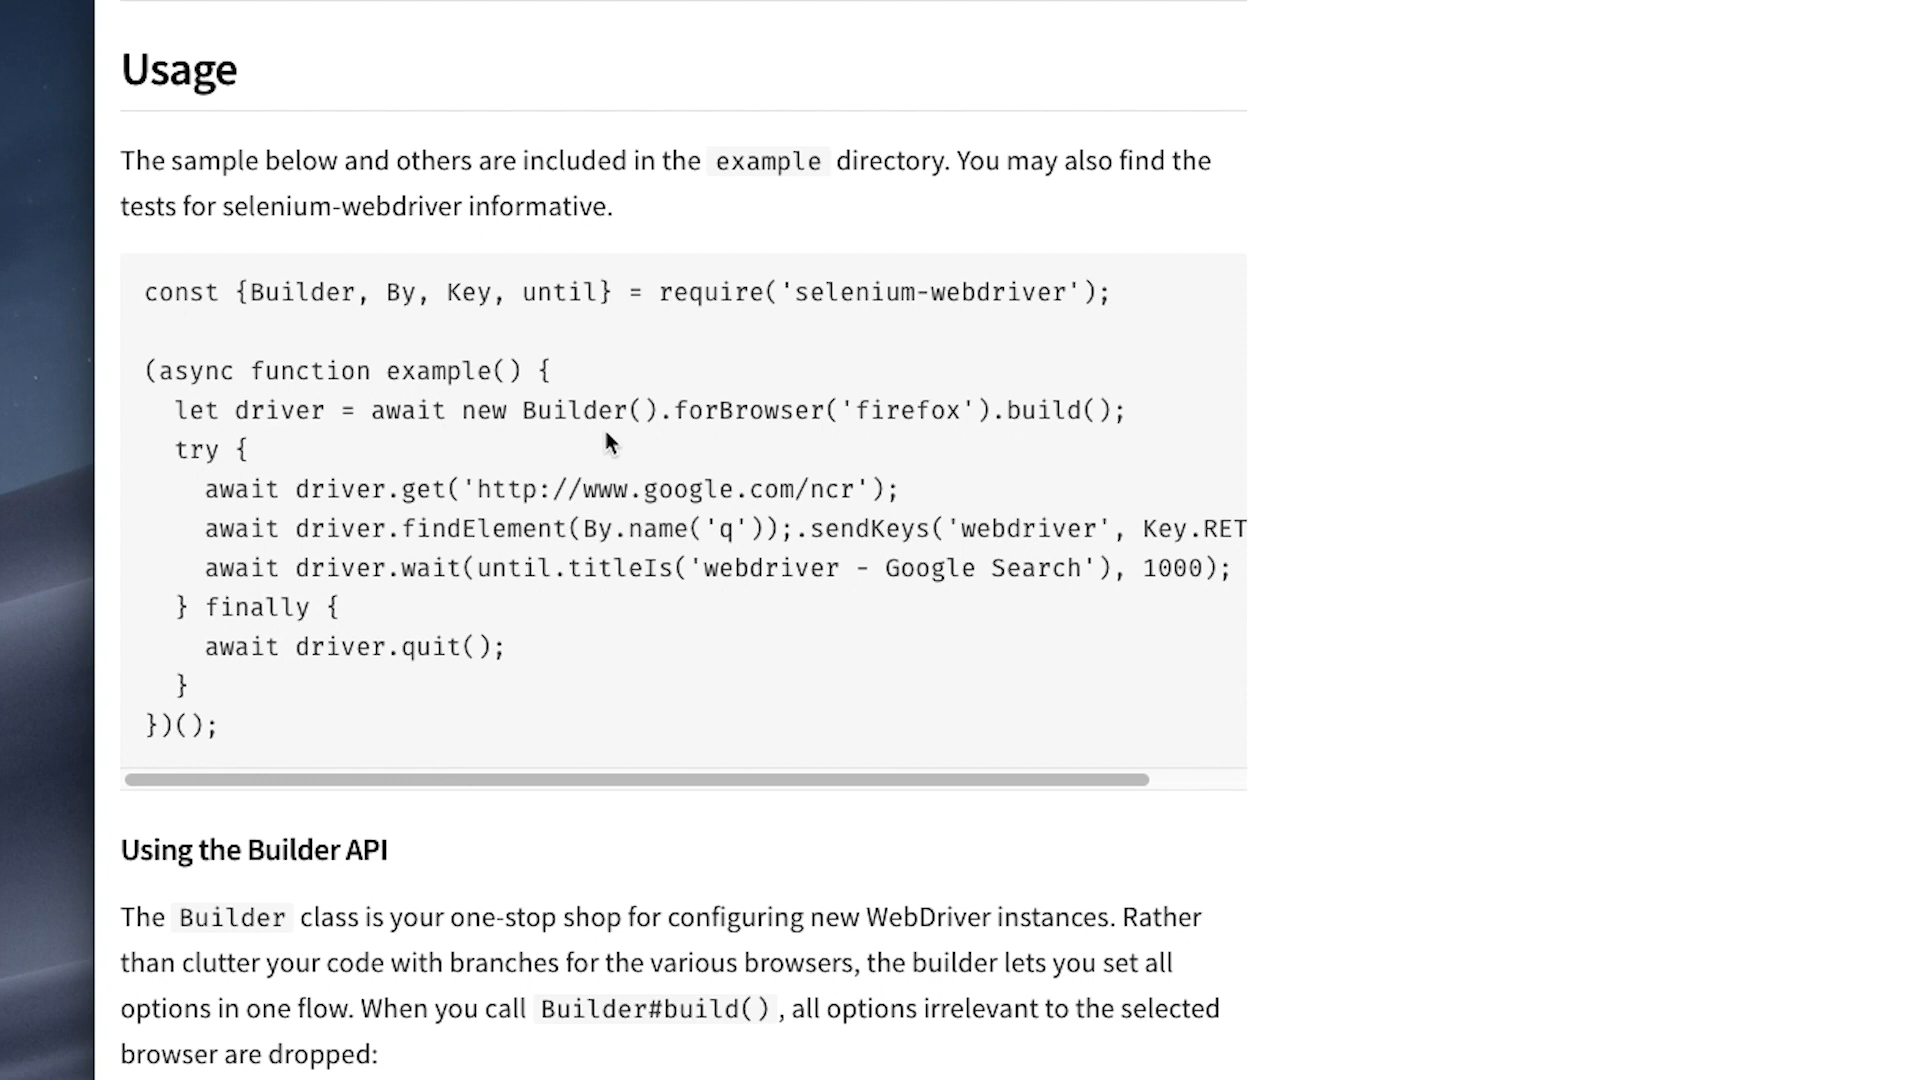 Usage
The sample below and others are included in the example directory. You may also find the
tests for selenium-webdriver informative.
const {Builder, By, Key, until} = require('selenium-webdriver');
(async function example() {
  let driver = await new Builder().forBrowser('firefox').build();
  try {
    await driver.get('http://www.google.com/ncr');
    await driver.findElement(By.name('q'));.sendKeys('webdriver', Key.RET
    await driver.wait(until.titleIs('webdriver - Google Search'), 1000);
  } finally {
    await driver.quit();
  }
})();
Using the Builder API
The Builder class is your one-stop shop for configuring new WebDriver instances. Rather
than clutter your code with branches for the various browsers, the builder lets you set all
options in one flow. When you call Builder#build(), all options irrelevant to the selected
browser are dropped: